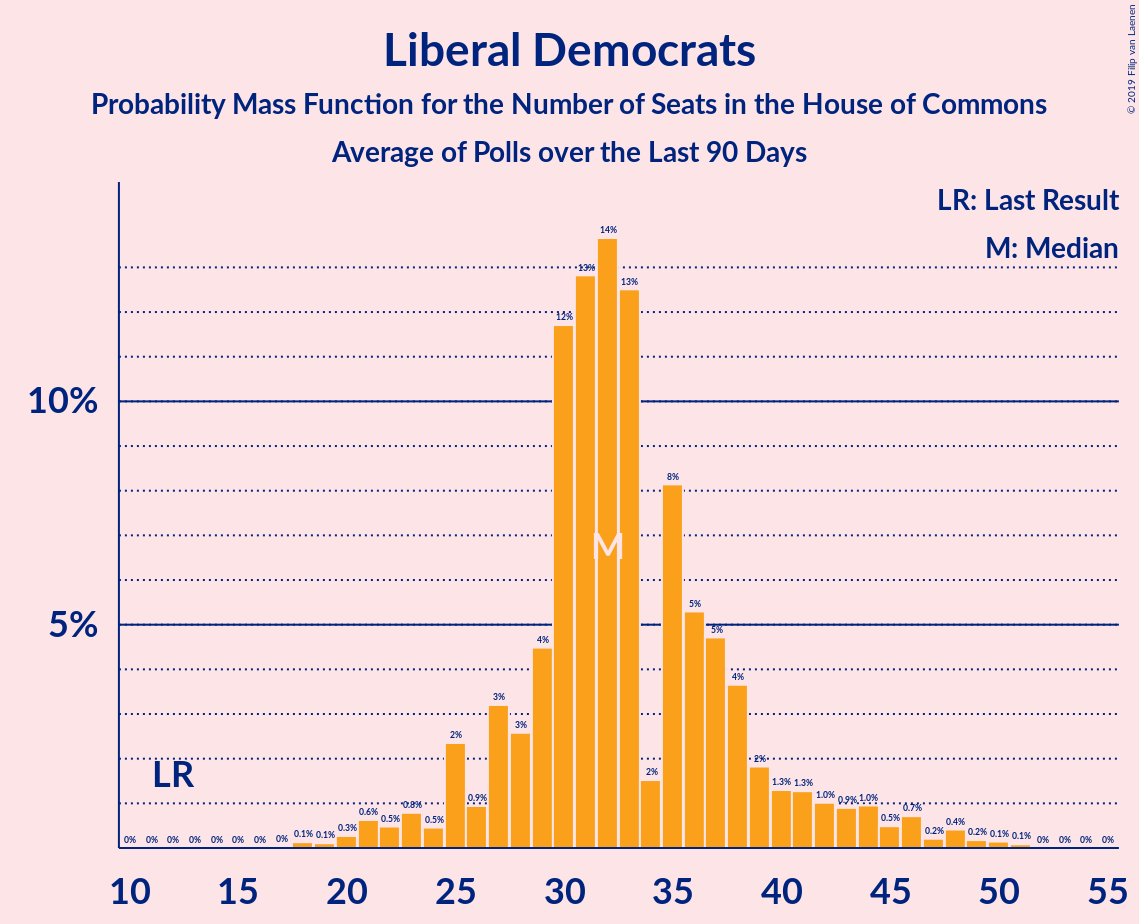 Liberal Democrats
Probability Mass Function for the Number of Seats in the House of Commons
Average of Polls over the Last 90 Days
© 2019 Filip van Laenen
LR: Last Result
M: Median
10%
5%
LR
M
0% 0% 0% 0% 0% 0% 0% 0% 0.1% 0.1% 0.3% 0.6% 0.5% 0.8% 0.5% 2% 0.9% 3% 3% 4% 12% 13% 14% 13% 2% 8% 5% 5% 4% 2% 1.3% 1.3% 1.0% 0.9% 1.0% 0.5% 0.7% 0.2% 0.4% 0.2% 0.1% 0.1% 0% 0% 0% 0%
10 15 20 25 30 35 40 45 50 55